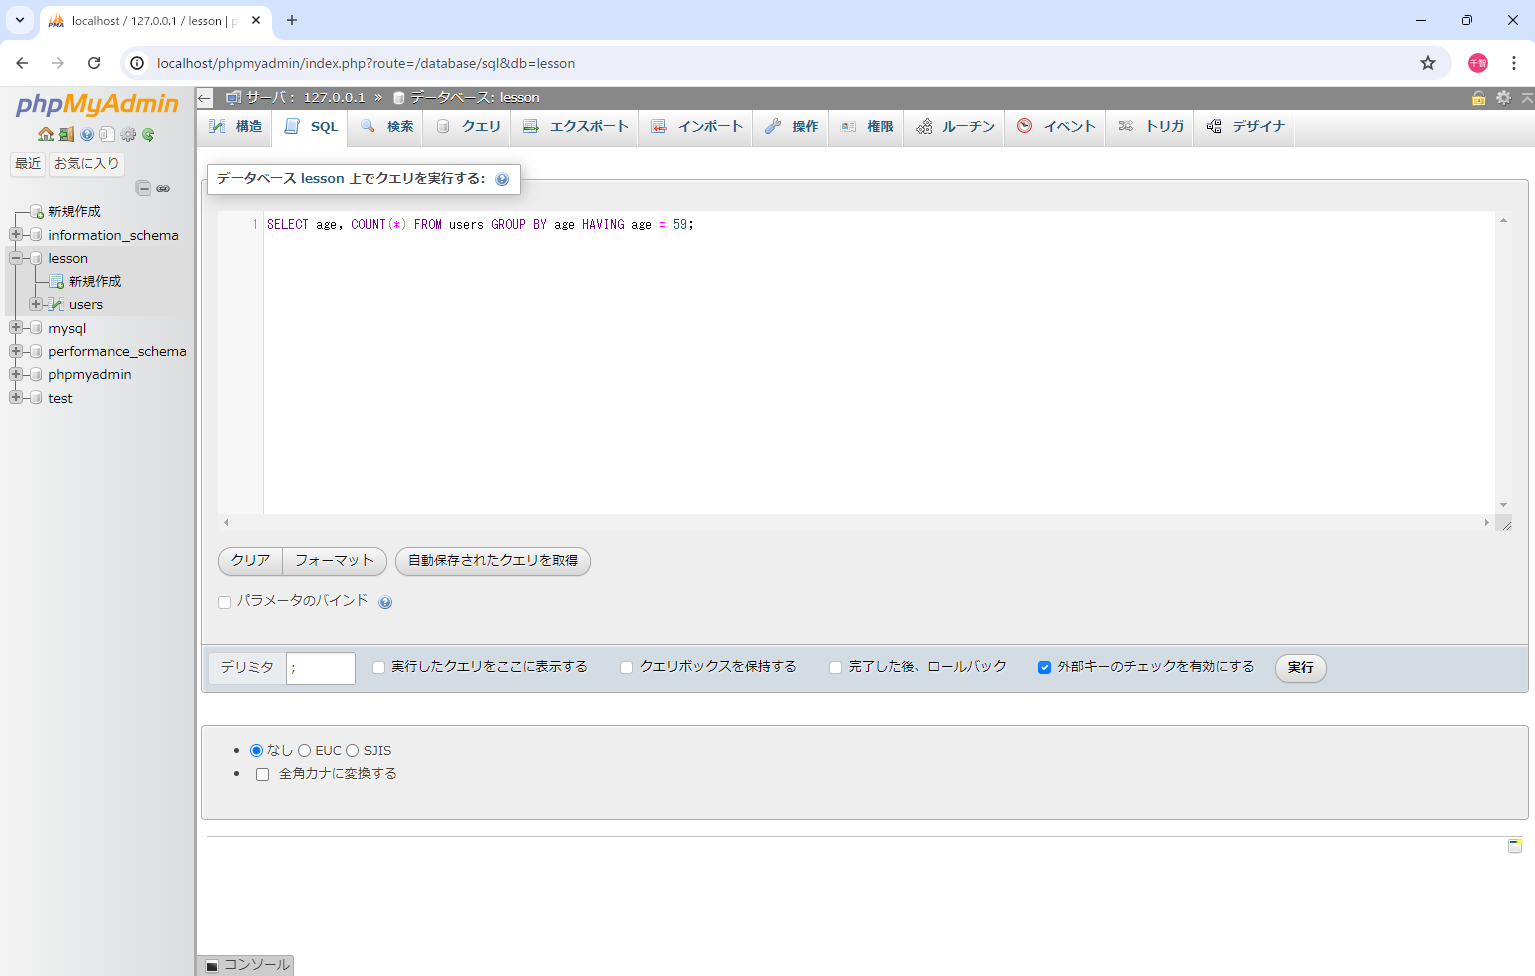 localhost / 127.0.0.1 / lesson | p
localhost/phpmyadmin/index.php?route=/database/sql&db=lesson
千智
phpMyAdmin
最近
お気に入り
新規作成
information_schema
lesson
新規作成
users
mysql
performance_schema
phpmyadmin
test
サーバ: 127.0.0.1 » データベース: lesson
構造 SQL 検索 クエリ エクスポート インポート 操作 権限 ルーチン イベント トリガ デザイナ
データベース lesson 上でクエリを実行する:
1 SELECT age, COUNT(*) FROM users GROUP BY age HAVING age = 59;
クリア フォーマット 自動保存されたクエリを取得
パラメータのバインド
デリミタ ; 実行したクエリをここに表示する クエリボックスを保持する 完了した後、ロールバック 外部キーのチェックを有効にする 実行
なし EUC SJIS
全角カナに変換する
コンソール